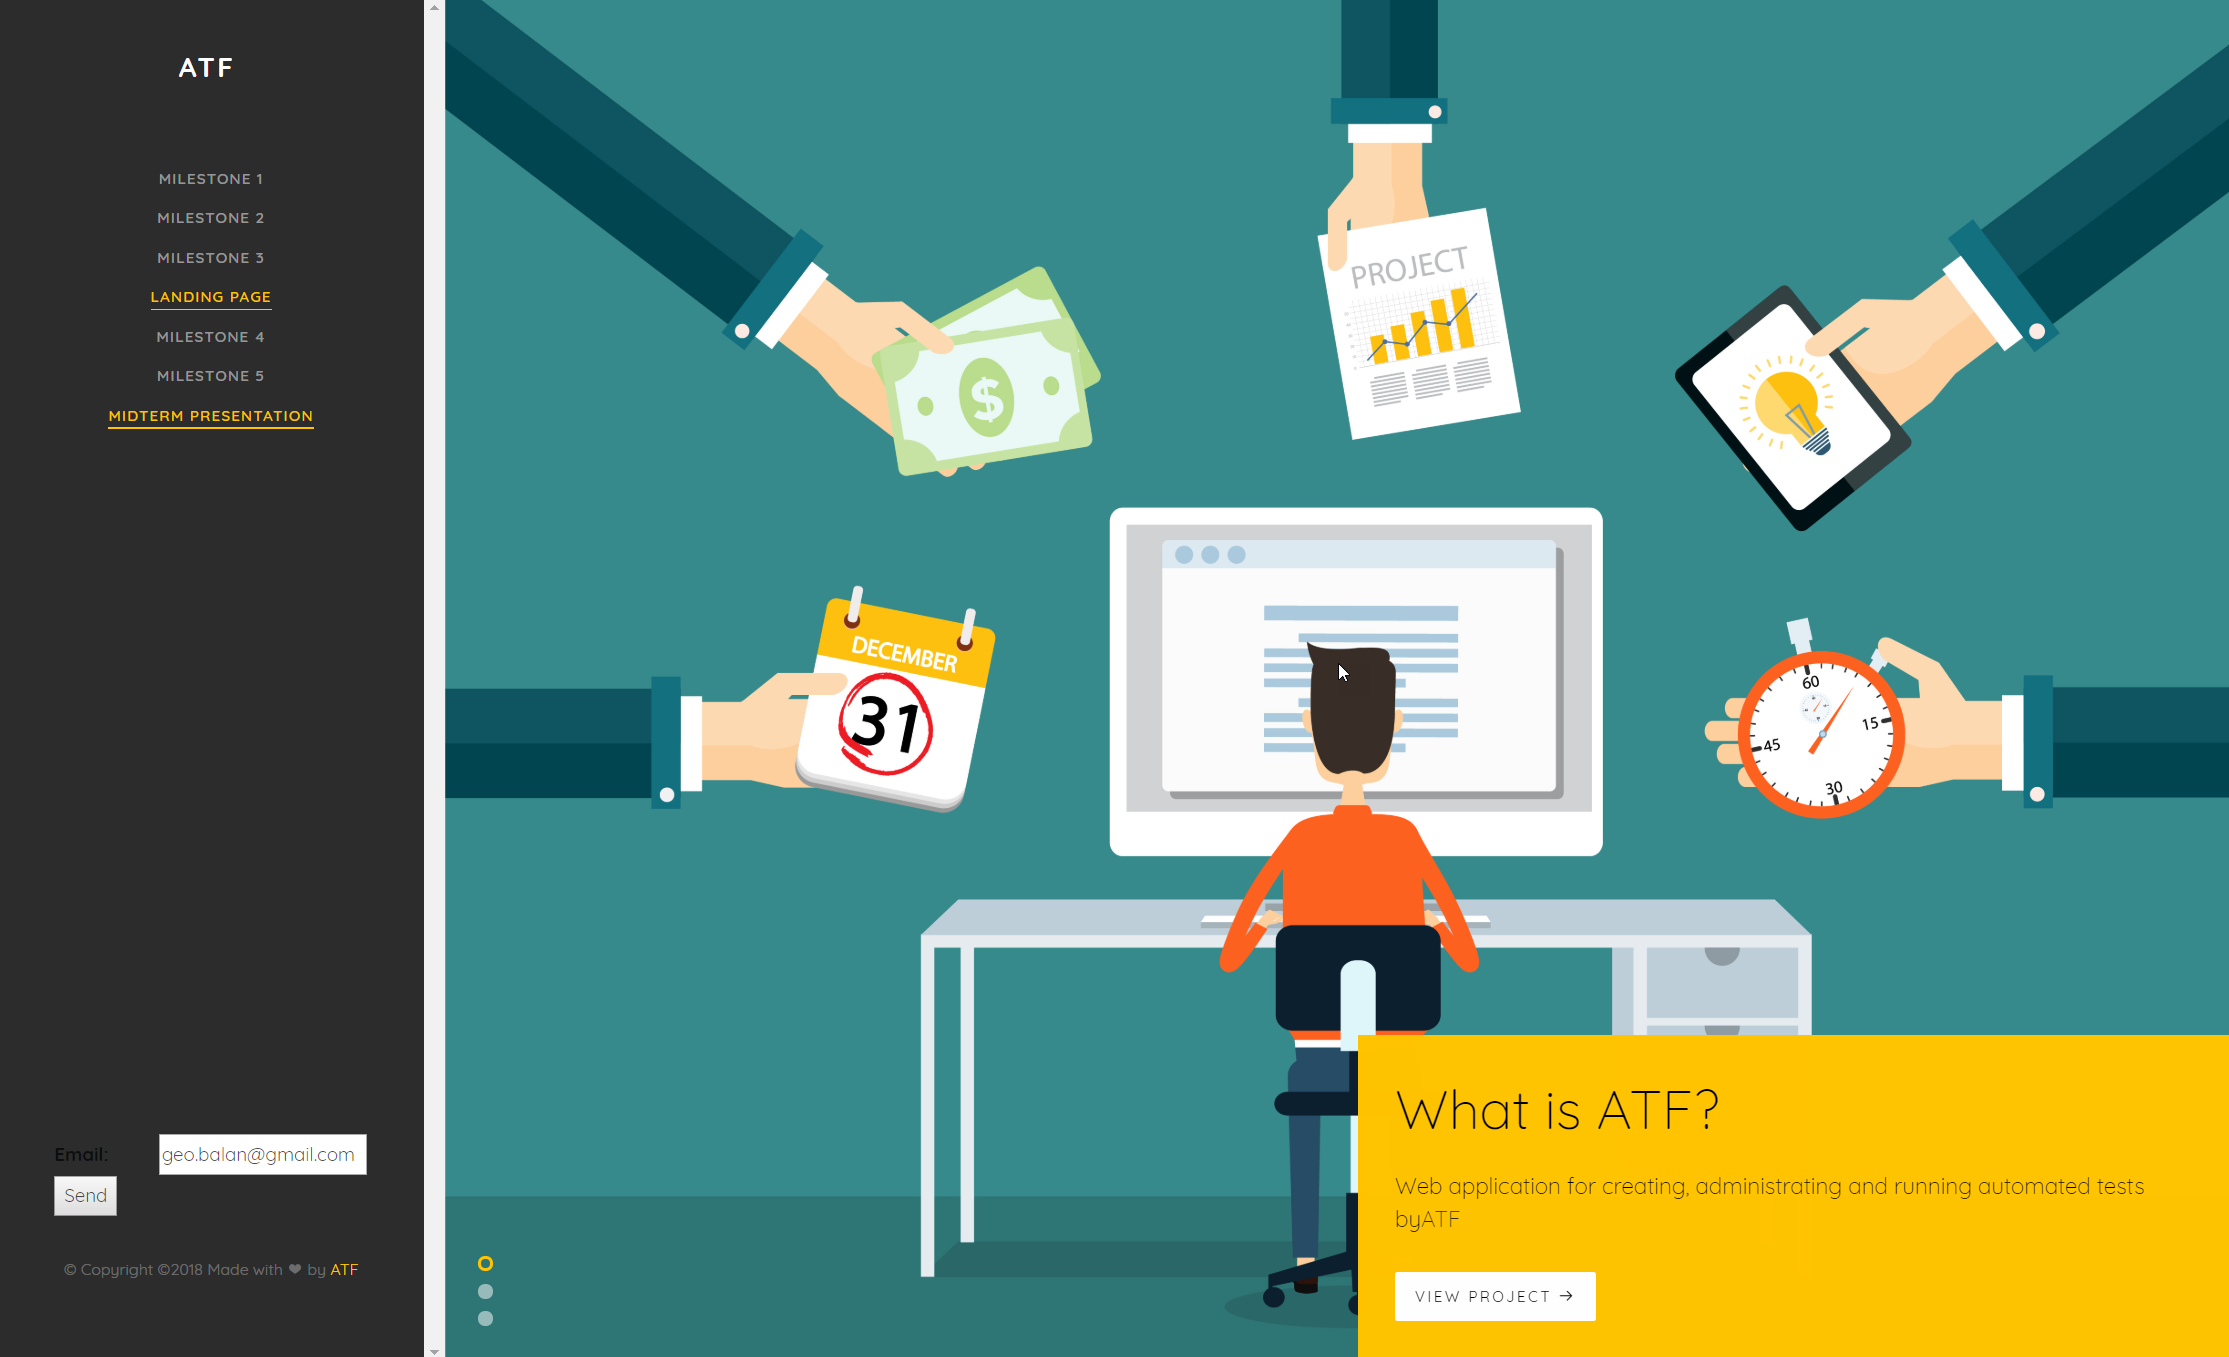 ATF
MILESTONE 1
MILESTONE 2
MILESTONE 3
LANDING PAGE
MILESTONE 4
MILESTONE 5
MIDTERM PRESENTATION
Email: geo.balan@gmail.com
Send
© Copyright ©2018 Made with ❤ by ATF
PROJECT
DECEMBER
31
60
15
45
30
What is ATF?
Web application for creating, administrating and running automated tests
byATF
VIEW PROJECT →